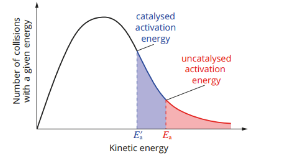 Number of collisions
with a given energy
catalysed
activation
energy
uncatalysed
activation
energy
E′ₐ
Eₐ
Kinetic energy